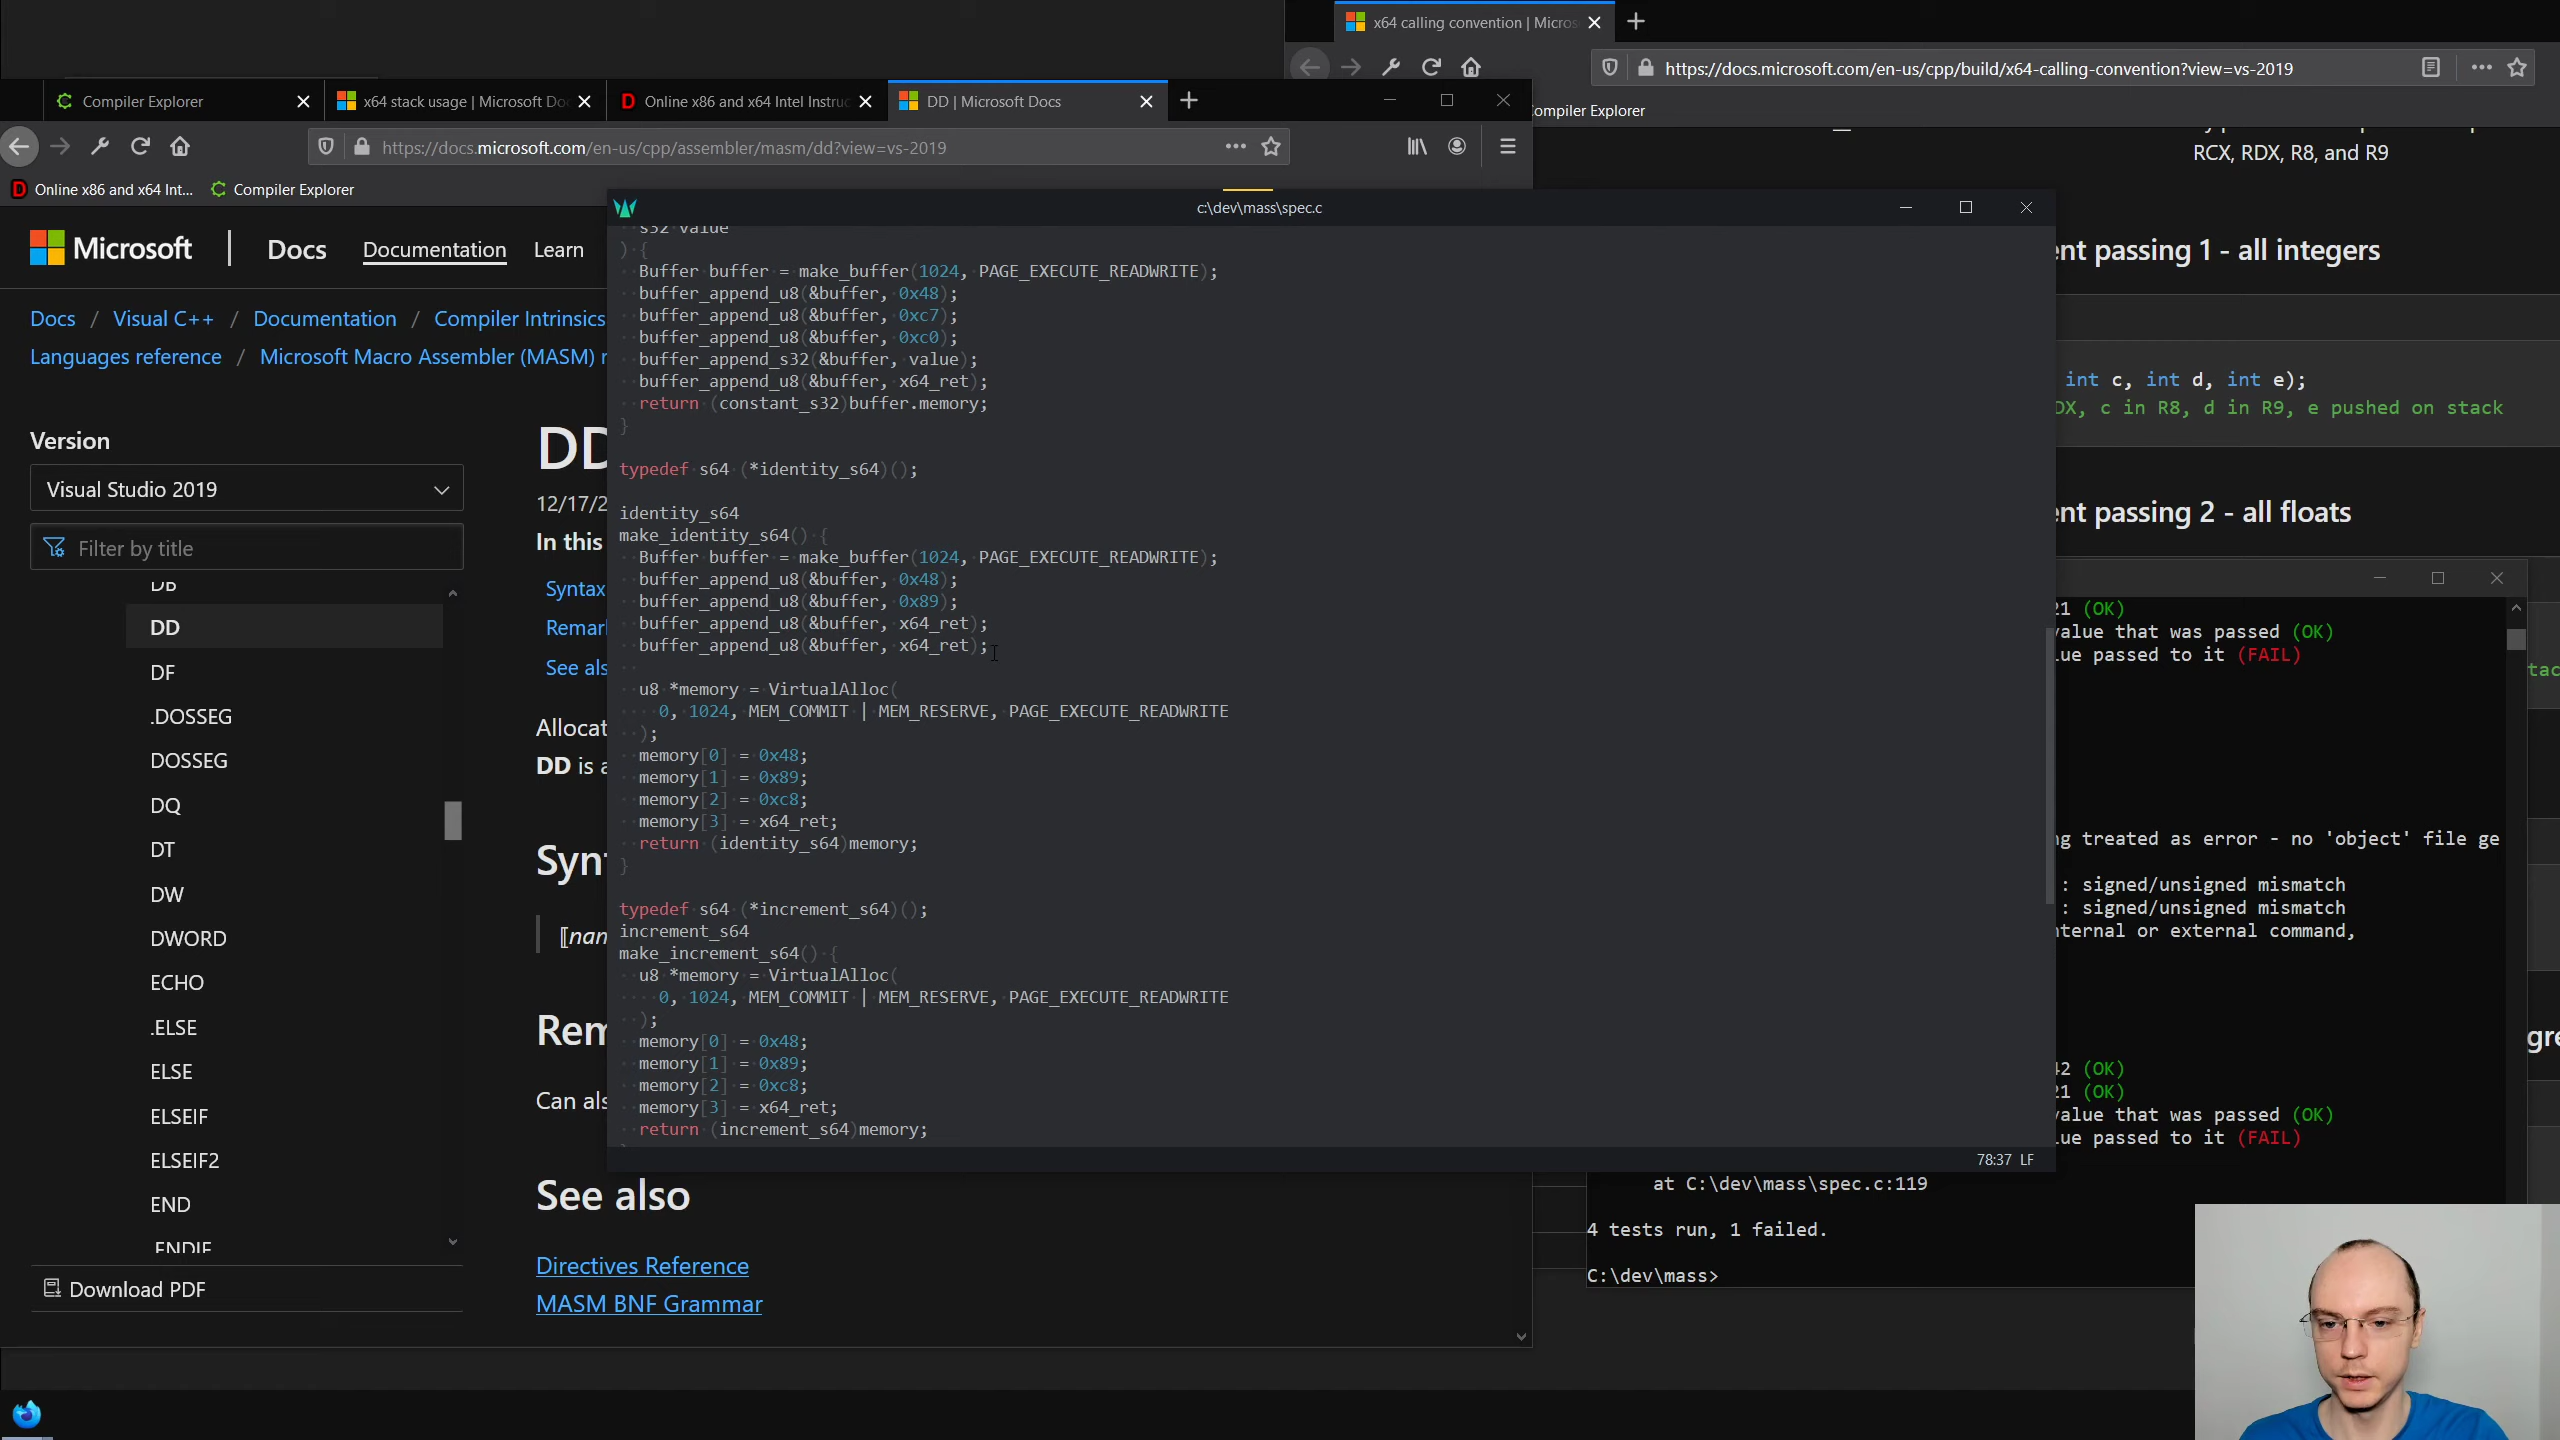 x64 calling convention | Micros
https://docs.microsoft.com/en-us/cpp/build/x64-calling-convention?view=vs-2019
Compiler Explorer
x64 stack usage | Microsoft Do
Online x86 and x64 Intel Instruc
DD | Microsoft Docs
ompiler Explorer
https://docs.microsoft.com/en-us/cpp/assembler/masm/dd?view=vs-2019
RCX, RDX, R8, and R9
Online x86 and x64 Int...
Compiler Explorer
c:\dev\mass\spec.c
Microsoft
Docs
Documentation
Learn
Docs / Visual C++ / Documentation / Compiler Intrinsics
Languages reference / Microsoft Macro Assembler (MASM) r
Version
Visual Studio 2019
Filter by title
DB
DD
DF
.DOSSEG
DOSSEG
DQ
DT
DW
DWORD
ECHO
.ELSE
ELSE
ELSEIF
ELSEIF2
END
.ENDIF
Download PDF
DD
12/17/2
In this
Syntax
Remar
See als
Allocat
DD is a
Synt
[nam
Rem
Can als
See also
Directives Reference
MASM BNF Grammar
s32 value
) {
Buffer buffer = make_buffer(1024, PAGE_EXECUTE_READWRITE);
buffer_append_u8(&buffer, 0x48);
buffer_append_u8(&buffer, 0xc7);
buffer_append_u8(&buffer, 0xc0);
buffer_append_s32(&buffer, value);
buffer_append_u8(&buffer, x64_ret);
return (constant_s32)buffer.memory;
}
typedef s64 (*identity_s64)();
identity_s64
make_identity_s64() {
Buffer buffer = make_buffer(1024, PAGE_EXECUTE_READWRITE);
buffer_append_u8(&buffer, 0x48);
buffer_append_u8(&buffer, 0x89);
buffer_append_u8(&buffer, x64_ret);
buffer_append_u8(&buffer, x64_ret);
u8 *memory = VirtualAlloc(
0, 1024, MEM_COMMIT | MEM_RESERVE, PAGE_EXECUTE_READWRITE
);
memory[0] = 0x48;
memory[1] = 0x89;
memory[2] = 0xc8;
memory[3] = x64_ret;
return (identity_s64)memory;
}
typedef s64 (*increment_s64)();
increment_s64
make_increment_s64() {
u8 *memory = VirtualAlloc(
0, 1024, MEM_COMMIT | MEM_RESERVE, PAGE_EXECUTE_READWRITE
);
memory[0] = 0x48;
memory[1] = 0x89;
memory[2] = 0xc8;
memory[3] = x64_ret;
return (increment_s64)memory;
78:37 LF
ent passing 1 - all integers
int c, int d, int e);
DX, c in R8, d in R9, e pushed on stack
ent passing 2 - all floats
21 (OK)
value that was passed (OK)
lue passed to it (FAIL)
tac
ng treated as error - no 'object' file ge
: signed/unsigned mismatch
: signed/unsigned mismatch
ternal or external command,
gre
42 (OK)
21 (OK)
value that was passed (OK)
lue passed to it (FAIL)
at C:\dev\mass\spec.c:119
4 tests run, 1 failed.
C:\dev\mass>